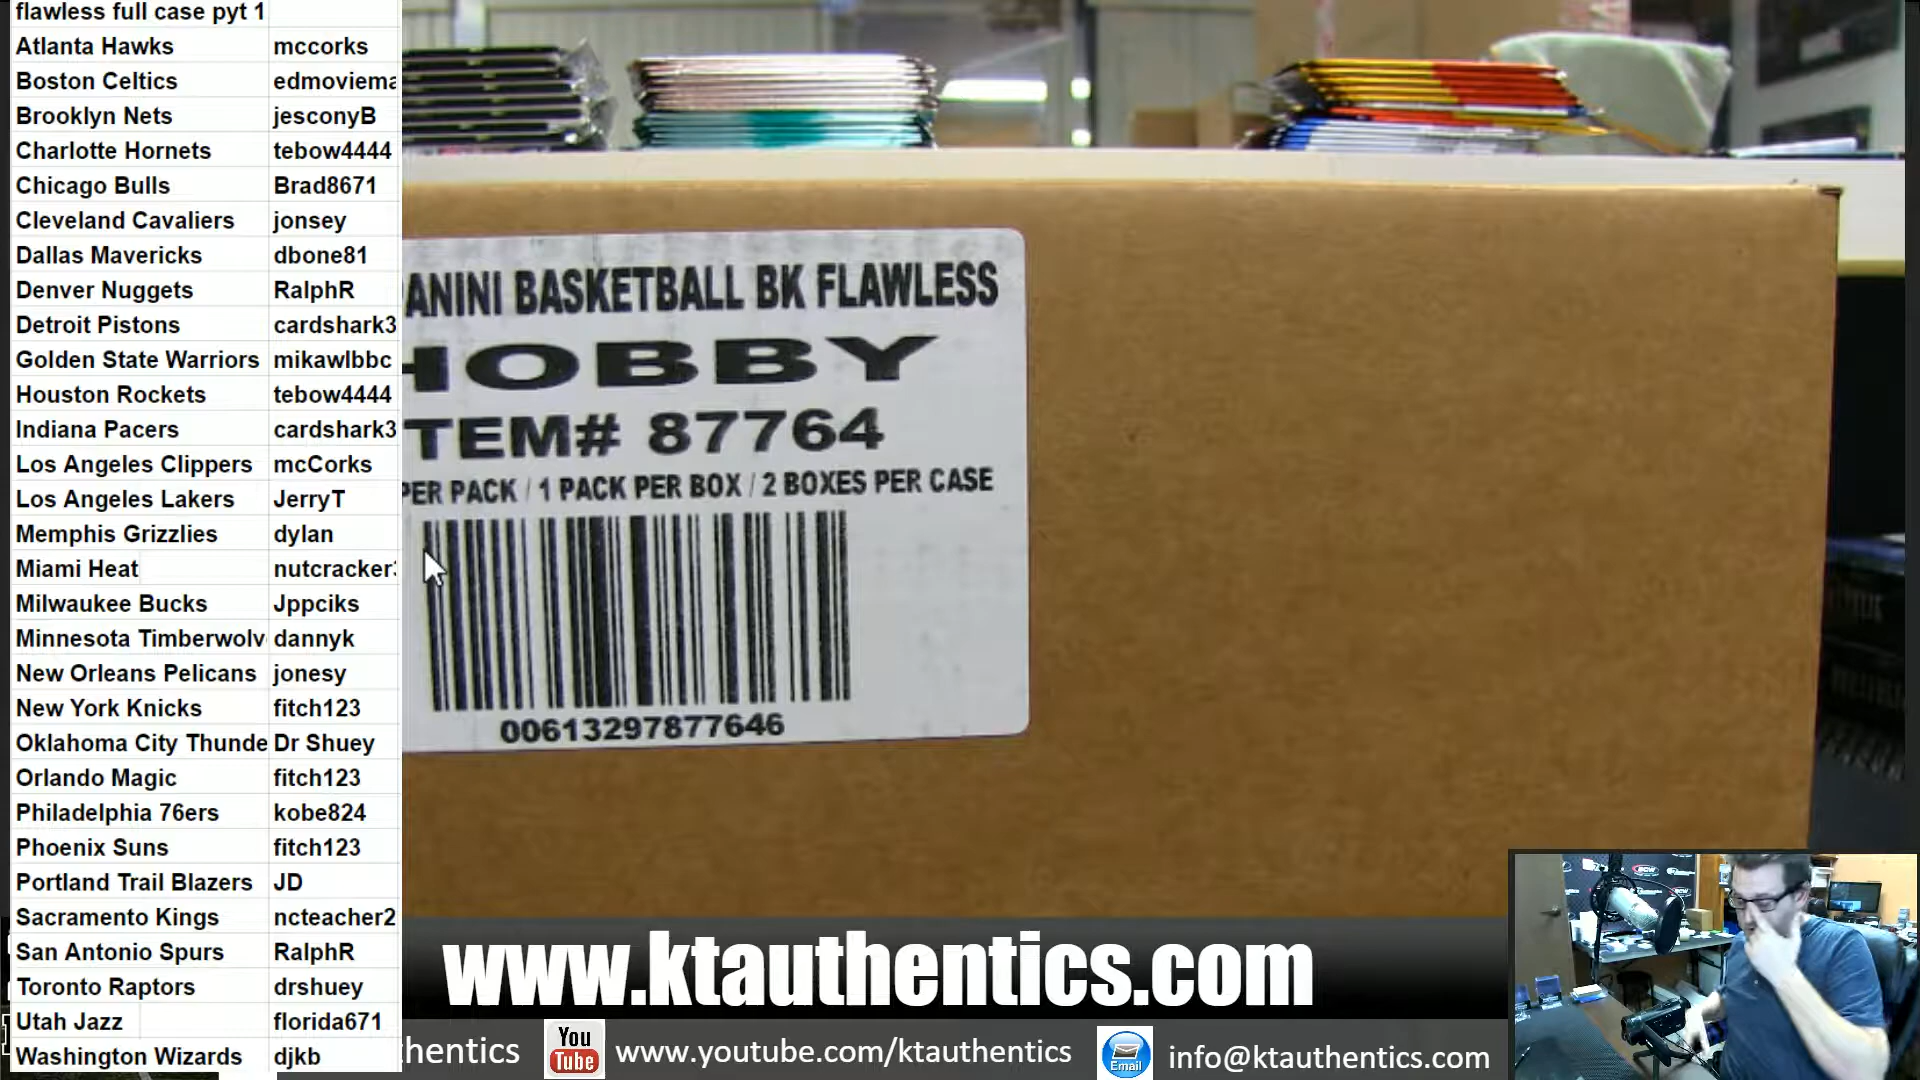 flawless full case pyt 1
Atlanta Hawks mccorks
Boston Celtics edmoviema
Brooklyn Nets jesconyB
Charlotte Hornets tebow4444
Chicago Bulls Brad8671
Cleveland Cavaliers jonsey
Dallas Mavericks dbone81
Denver Nuggets RalphR
Detroit Pistons cardshark3
Golden State Warriors mikawlbbc
Houston Rockets tebow4444
Indiana Pacers cardshark3
Los Angeles Clippers mcCorks
Los Angeles Lakers JerryT
Memphis Grizzlies dylan
Miami Heat nutcracker
Milwaukee Bucks Jppciks
Minnesota Timberwolv dannyk
New Orleans Pelicans jonesy
New York Knicks fitch123
Oklahoma City Thunde Dr Shuey
Orlando Magic fitch123
Philadelphia 76ers kobe824
Phoenix Suns fitch123
Portland Trail Blazers JD
Sacramento Kings ncteacher2
San Antonio Spurs RalphR
Toronto Raptors drshuey
Utah Jazz florida671
Washington Wizards djkb
ANINI BASKETBALL BK FLAWLESS
HOBBY
TEM# 87764
PER PACK / 1 PACK PER BOX / 2 BOXES PER CASE
00613297877646
www.ktauthentics.com
hentics
You Tube
www.youtube.com/ktauthentics
Email
info@ktauthentics.com